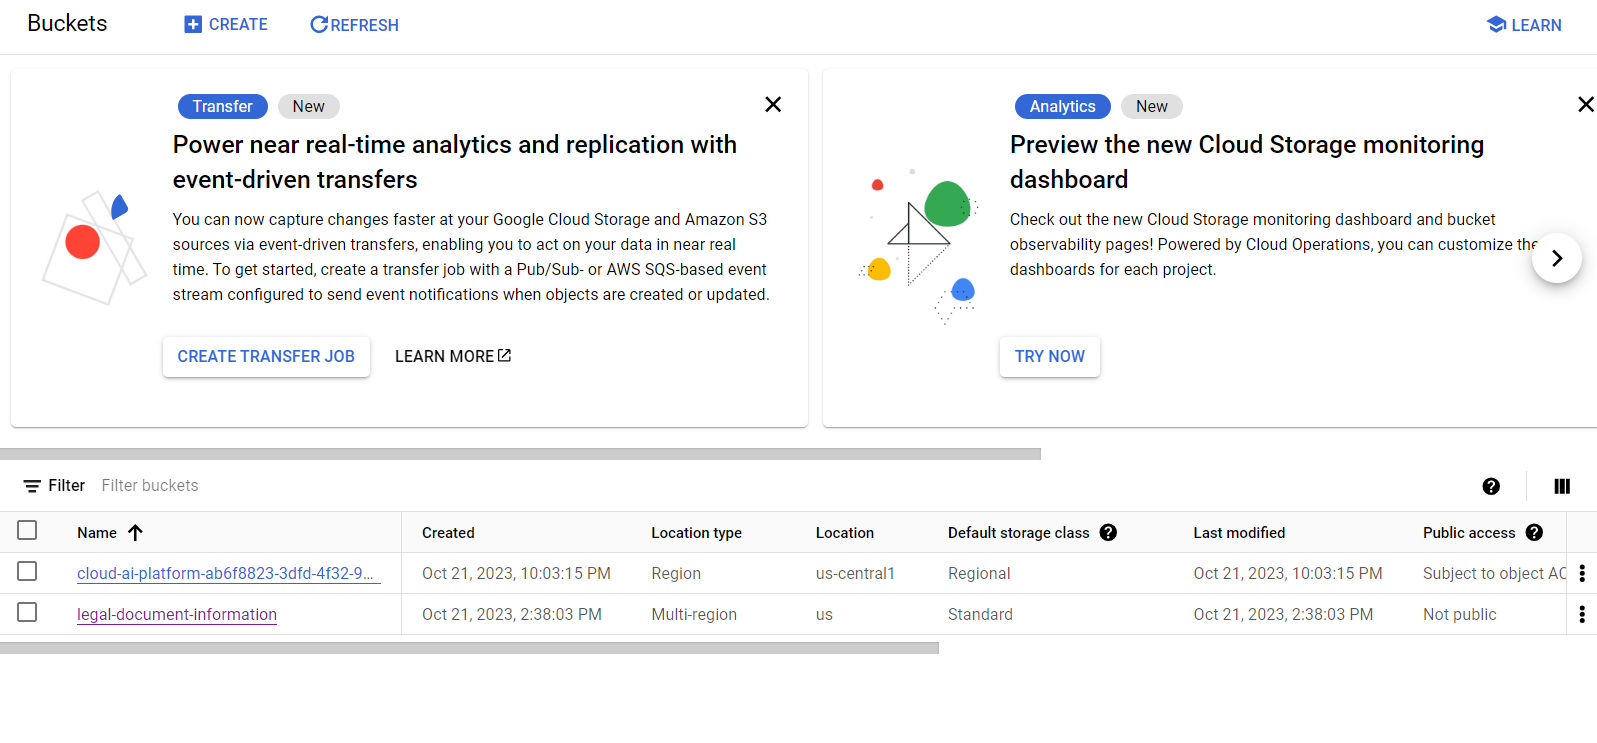 Buckets
CREATE
REFRESH
LEARN
Transfer
New
Power near real-time analytics and replication with
event-driven transfers
You can now capture changes faster at your Google Cloud Storage and Amazon S3
sources via event-driven transfers, enabling you to act on your data in near real
time. To get started, create a transfer job with a Pub/Sub- or AWS SQS-based event
stream configured to send event notifications when objects are created or updated.
CREATE TRANSFER JOB
LEARN MORE
Analytics
New
Preview the new Cloud Storage monitoring
dashboard
Check out the new Cloud Storage monitoring dashboard and bucket
observability pages! Powered by Cloud Operations, you can customize the
dashboards for each project.
TRY NOW
Filter Filter buckets
Name Created Location type Location Default storage class Last modified Public access
cloud-ai-platform-ab6f8823-3dfd-4f32-9... Oct 21, 2023, 10:03:15 PM Region us-central1 Regional Oct 21, 2023, 10:03:15 PM Subject to object AC
legal-document-information Oct 21, 2023, 2:38:03 PM Multi-region us Standard Oct 21, 2023, 2:38:03 PM Not public